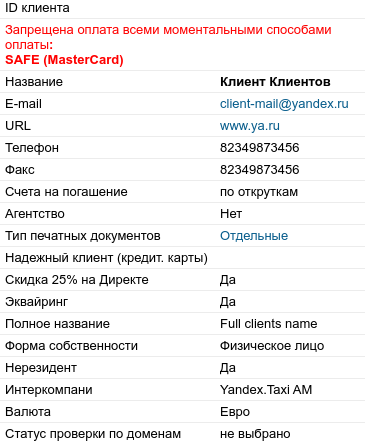 ID клиента
Запрещена оплата всеми моментальными способами
оплаты:
SAFE (MasterCard)
Название Клиент Клиентов
E-mail client-mail@yandex.ru
URL www.ya.ru
Телефон 82349873456
Факс 82349873456
Счета на погашение по откруткам
Агентство Нет
Тип печатных документов Отдельные
Надежный клиент (кредит. карты)
Скидка 25% на Директе Да
Эквайринг Да
Полное название Full clients name
Форма собственности Физическое лицо
Нерезидент Да
Интеркомпани Yandex.Taxi AM
Валюта Евро
Статус проверки по доменам не выбрано